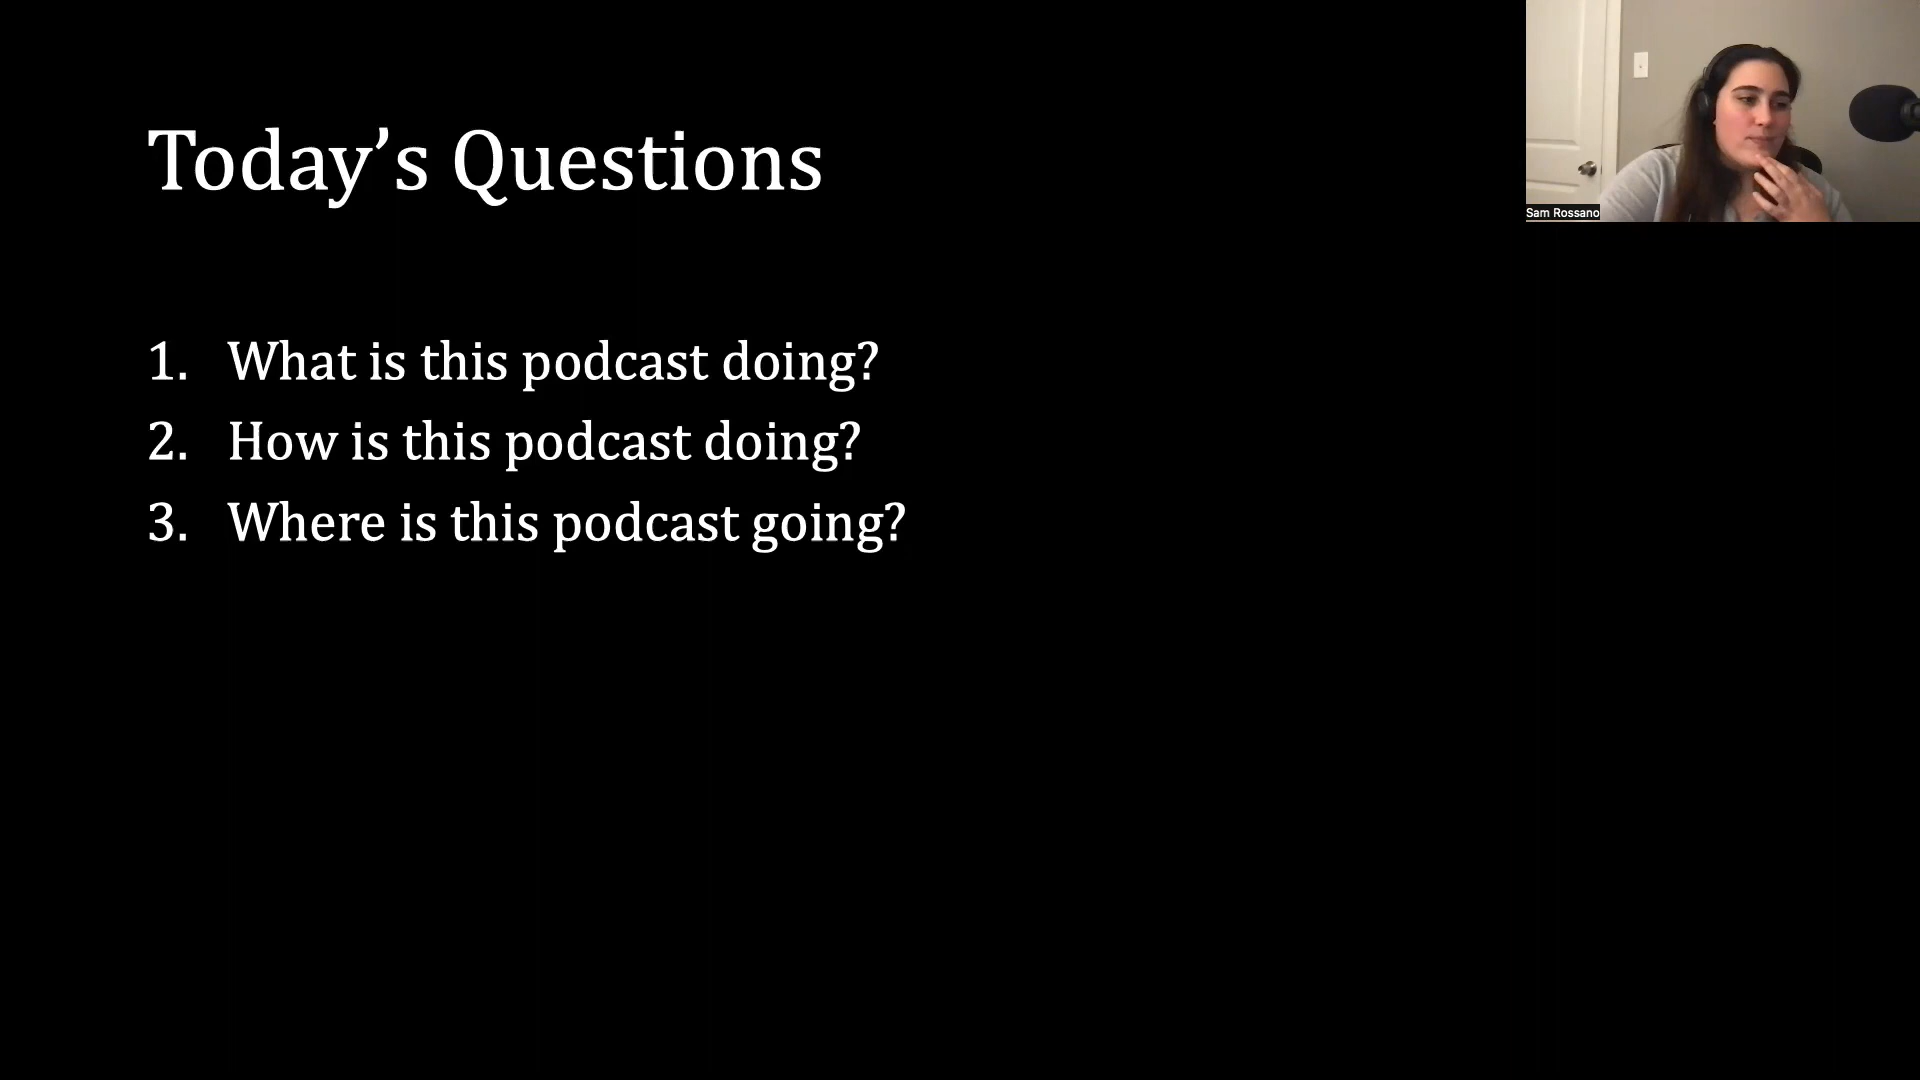 Today’s Questions
1. What is this podcast doing?
2. How is this podcast doing?
3. Where is this podcast going?
Sam Rossano